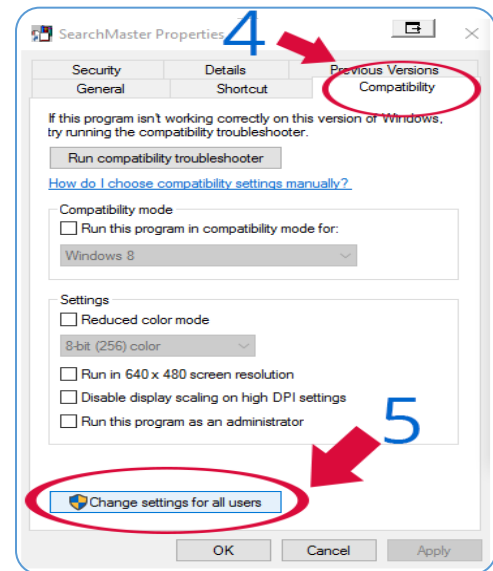 SearchMaster Properties
4
Security Details Previous Versions
General Shortcut Compatibility
If this program isn't working correctly on this version of Windows,
try running the compatibility troubleshooter.
Run compatibility troubleshooter
How do I choose compatibility settings manually?
Compatibility mode
Run this program in compatibility mode for:
Windows 8
Settings
Reduced color mode
8-bit (256) color
Run in 640 x 480 screen resolution
Disable display scaling on high DPI settings
Run this program as an administrator
5
Change settings for all users
OK Cancel Apply